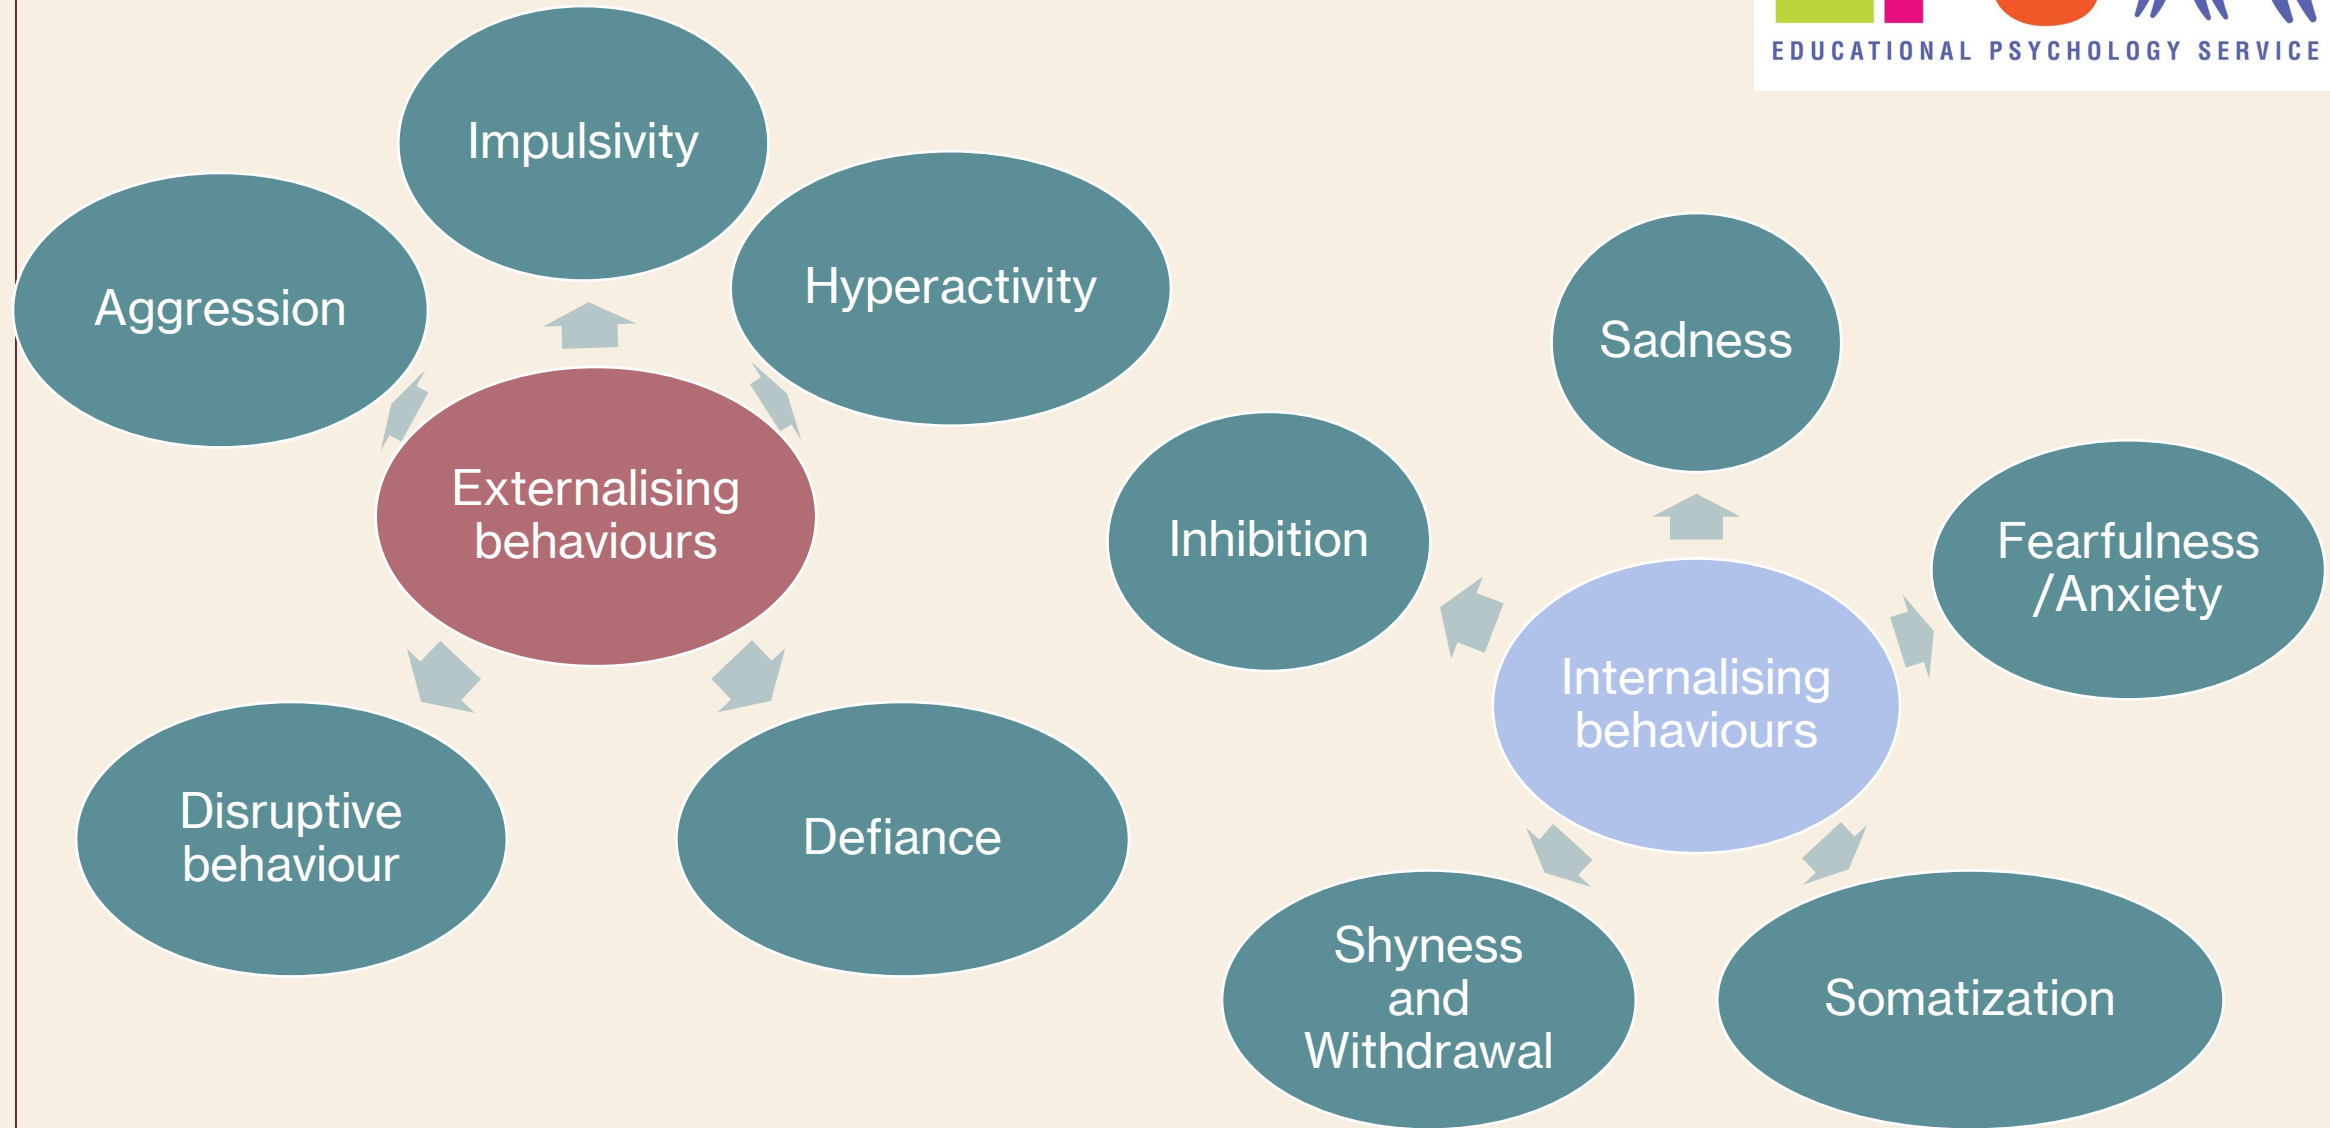 EDUCATIONAL PSYCHOLOGY SERVICE
Impulsivity
Aggression
Hyperactivity
Externalising
behaviours
Disruptive
behaviour
Defiance
Sadness
Inhibition
Fearfulness
/Anxiety
Internalising
behaviours
Shyness
and
Withdrawal
Somatization